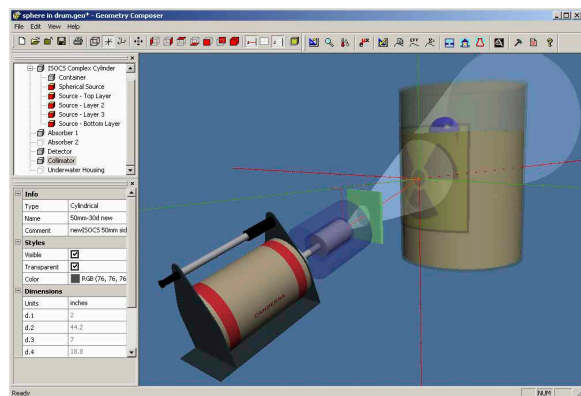 sphere in drum.geo* - Geometry Composer
File Edit View Help
ISOCS Complex Cylinder
Container
Spherical Source
Source - Top Layer
Source - Layer 2
Source - Layer 3
Source - Bottom Layer
Absorber 1
Absorber 2
Detector
Collimator
Underwater Housing
Info
Type Cylindrical
Name 50mm-30d new
Comment newISOCS 50mm sid
Styles
Visible
Transparent
Color RGB (76, 76, 76
Dimensions
Units inches
d.1 2
d.2 44.2
d.3 7
d.4 18.8
CANBERRA
Ready NUM